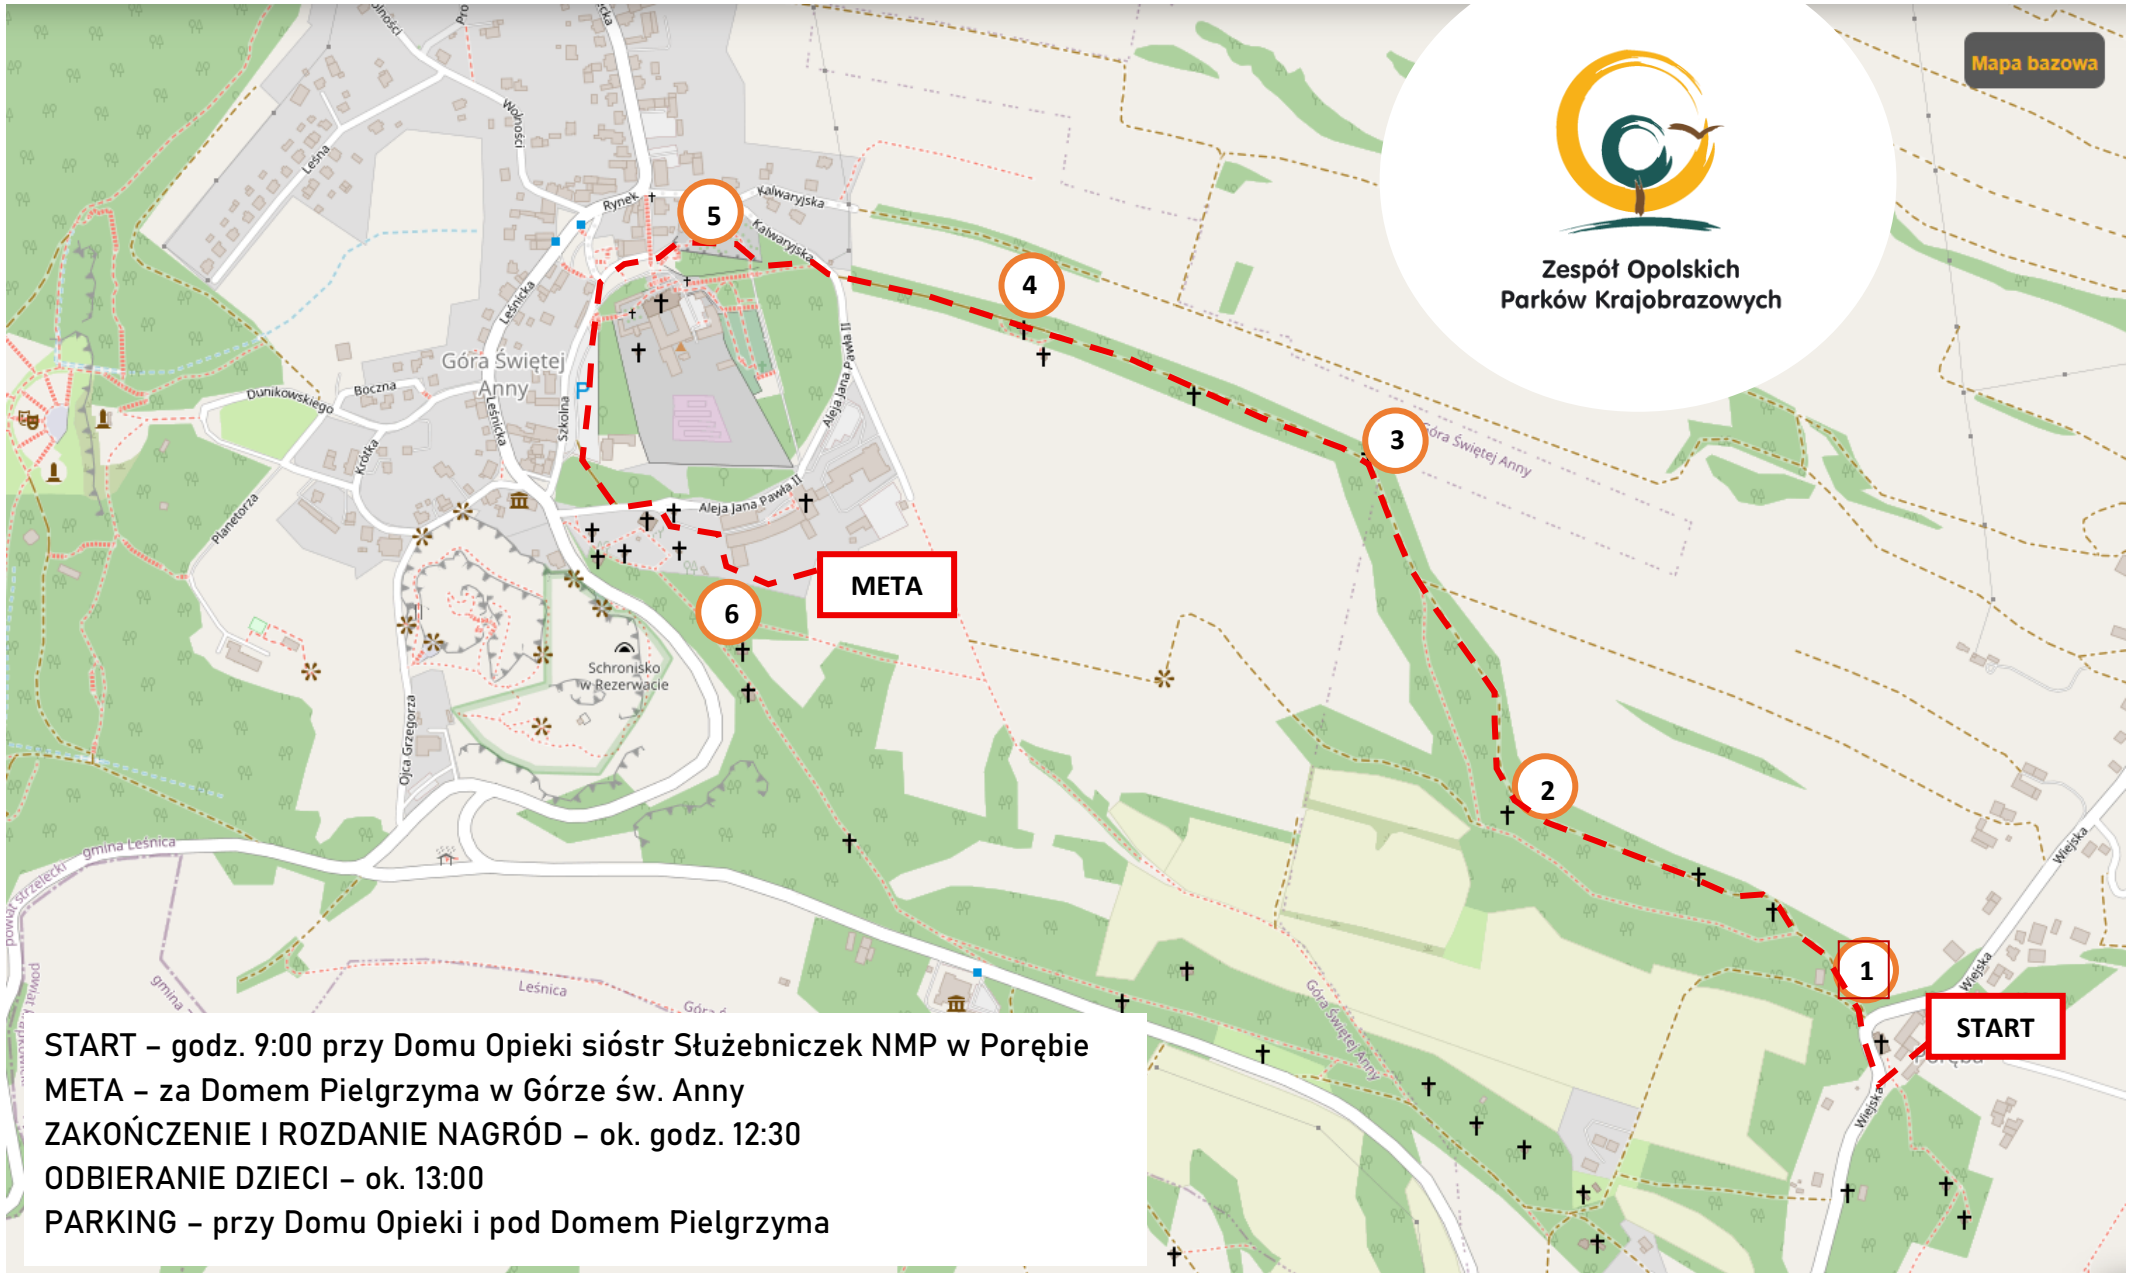 Mapa bazowa
Zespół Opolskich
Parków Krajobrazowych
Wolności
Leśna
Rynek
5
Kalwaryjska
Kalwaryjska
4
Leśnicka
Góra Świętej
Anny
P
Aleja Jana Pawła II
Aleja Jana Pawła II
Boczna
Dunikowskiego
Leśnicka
Szkolna
Krótka
3
Góra Świętej Anny
Planetorza
Aleja Jana Pawła II
META
6
Schronisko
w Rezerwacie
Ojca Grzegorza
2
gmina Leśnica
powiat strzelecki
Wiejska
1
Wiejska
START
Leśnica
Góra Świętej Anny
Wiejska
START – godz. 9:00 przy Domu Opieki sióstr Służebniczek NMP w Porębie
META – za Domem Pielgrzyma w Górze św. Anny
ZAKOŃCZENIE I ROZDANIE NAGRÓD – ok. godz. 12:30
ODBIERANIE DZIECI – ok. 13:00
PARKING – przy Domu Opieki i pod Domem Pielgrzyma